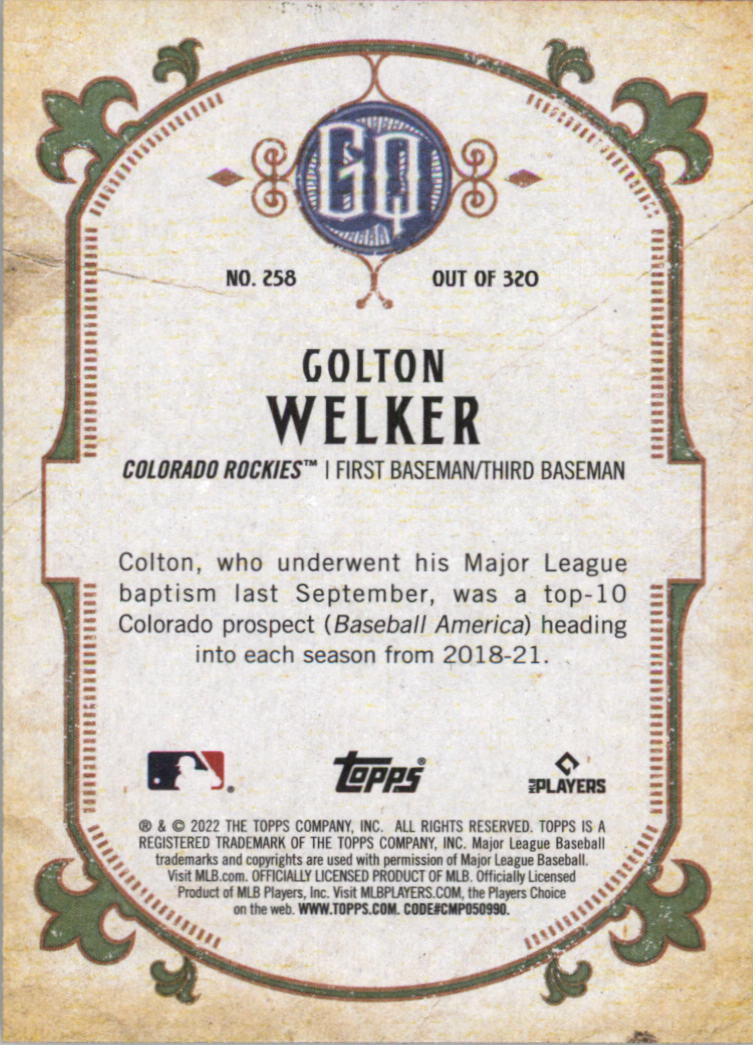 GQ
NO. 258 OUT OF 320
COLTON
WELKER
COLORADO ROCKIES™ | FIRST BASEMAN/THIRD BASEMAN
Colton, who underwent his Major League
baptism last September, was a top-10
Colorado prospect (Baseball America) heading
into each season from 2018-21.
® topps® MLB PLAYERS
® & © 2022 THE TOPPS COMPANY, INC. ALL RIGHTS RESERVED. TOPPS IS A
REGISTERED TRADEMARK OF THE TOPPS COMPANY, INC. Major League Baseball
trademarks and copyrights are used with permission of Major League Baseball.
Visit MLB.com. OFFICIALLY LICENSED PRODUCT OF MLB. Officially Licensed
Product of MLB Players, Inc. Visit MLBPLAYERS.COM, the Players Choice
on the web. WWW.TOPPS.COM. CODE#CMP050990.